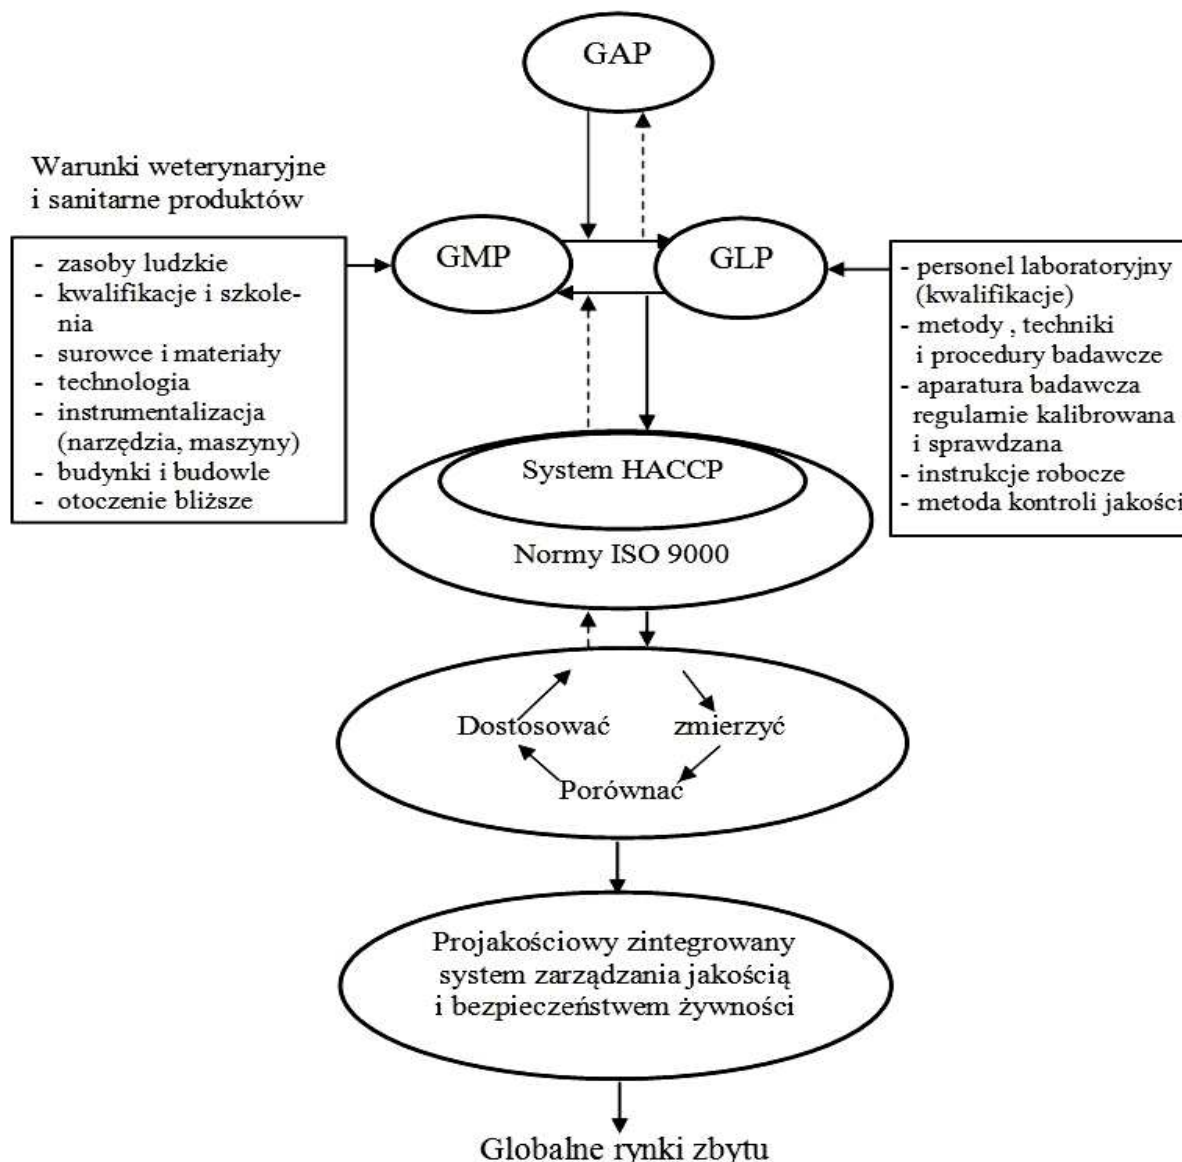 GAP
Warunki weterynaryjne
i sanitarne produktów
GMP
GLP
- zasoby ludzkie
- kwalifikacje i szkole-
nia
- surowce i materiały
- technologia
- instrumentalizacja
(narzędzia, maszyny)
- budynki i budowle
- otoczenie bliższe
- personel laboratoryjny
(kwalifikacje)
- metody , techniki
i procedury badawcze
- aparatura badawcza
regularnie kalibrowana
i sprawdzana
- instrukcje robocze
- metoda kontroli jakości
System HACCP
Normy ISO 9000
Dostosować
zmierzyć
Porównać
Projakościowy zintegrowany
system zarządzania jakością
i bezpieczeństwem żywności
Globalne rynki zbytu